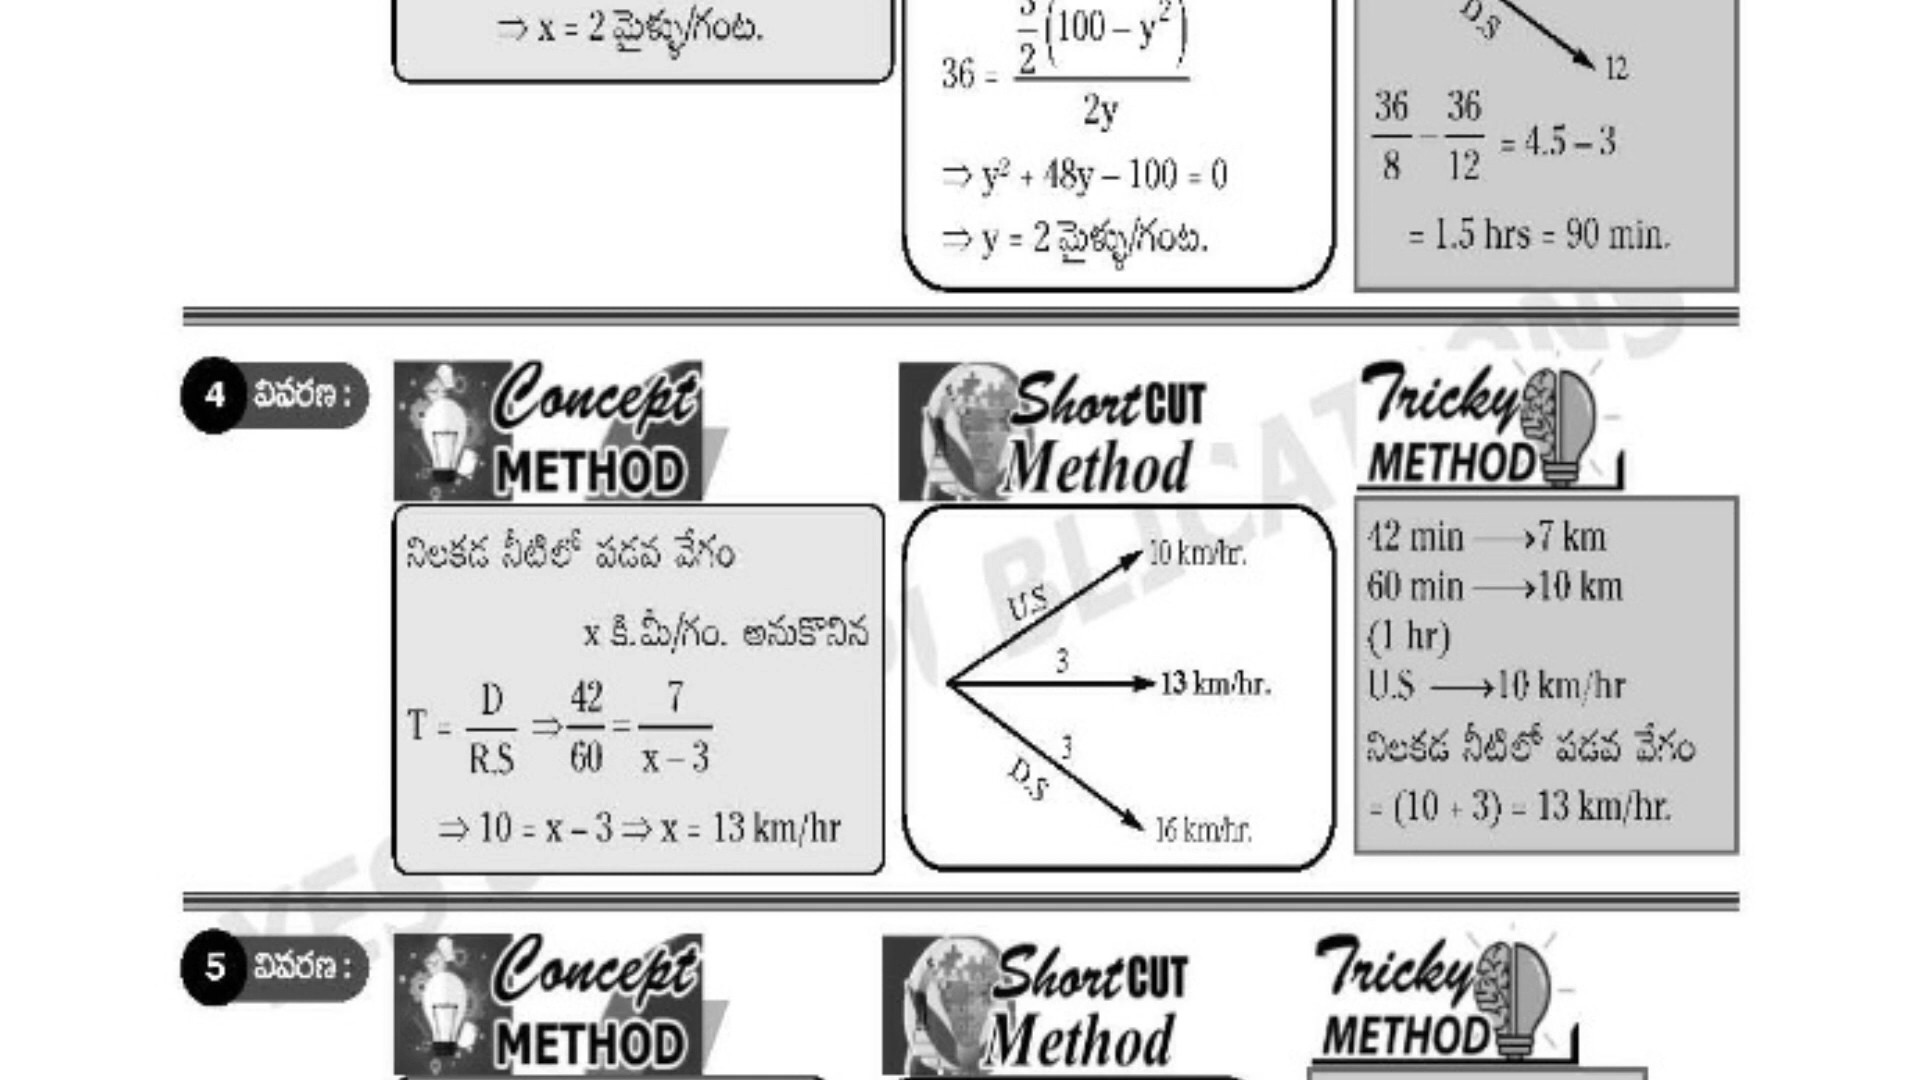 ⇒ x = 2 మైళ్ళు/గంట.
36 = 3/2 (100 – y²) / 2y
⇒ y² + 48y – 100 = 0
⇒ y = 2 మైళ్ళు/గంట.
D.S
12
36/8 – 36/12 = 4.5 – 3
= 1.5 hrs = 90 min.
4 వివరణ :
Concept METHOD
నిలకడ నీటిలో పడవ వేగం
x కి.మీ/గం. అనుకొనిన
T = D/R.S ⇒ 42/60 = 7/x – 3
⇒ 10 = x – 3 ⇒ x = 13 km/hr
ShortCUT Method
U.S
10 km/hr.
3
13 km/hr.
3
D.S
16 km/hr.
Tricky METHOD
42 min ⟶ 7 km
60 min ⟶ 10 km
(1 hr)
U.S ⟶ 10 km/hr
నిలకడ నీటిలో పడవ వేగం
= (10 + 3) = 13 km/hr.
5 వివరణ :
Concept METHOD
ShortCUT Method
Tricky METHOD